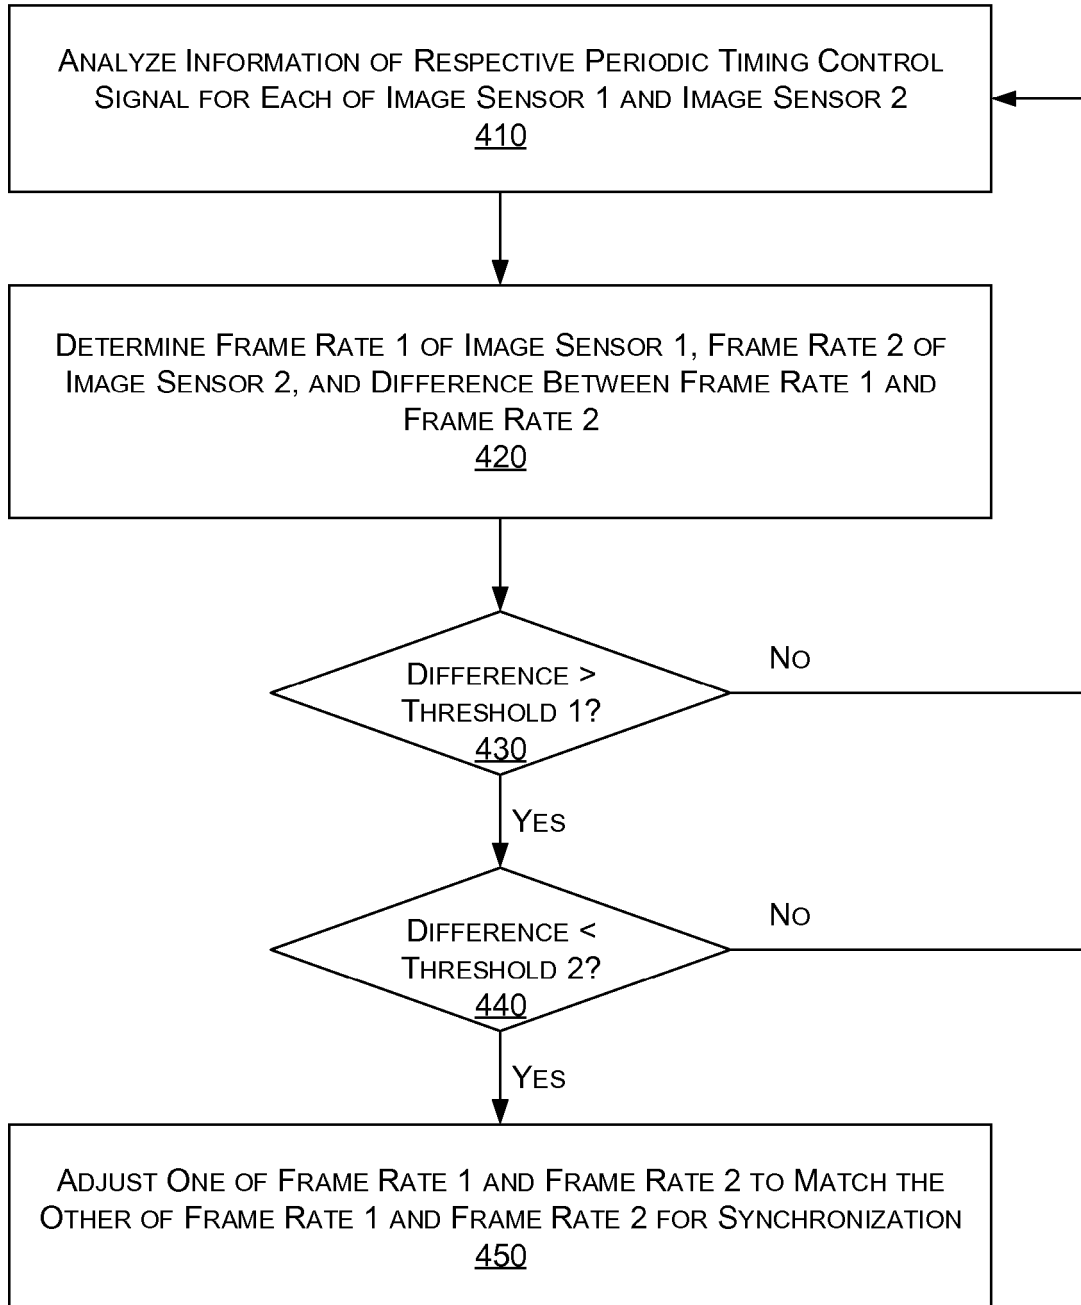 ANALYZE INFORMATION OF RESPECTIVE PERIODIC TIMING CONTROL
SIGNAL FOR EACH OF IMAGE SENSOR 1 AND IMAGE SENSOR 2
410
DETERMINE FRAME RATE 1 OF IMAGE SENSOR 1, FRAME RATE 2 OF
IMAGE SENSOR 2, AND DIFFERENCE BETWEEN FRAME RATE 1 AND
FRAME RATE 2
420
DIFFERENCE >
THRESHOLD 1?
430
NO
YES
DIFFERENCE <
THRESHOLD 2?
440
NO
YES
ADJUST ONE OF FRAME RATE 1 AND FRAME RATE 2 TO MATCH THE
OTHER OF FRAME RATE 1 AND FRAME RATE 2 FOR SYNCHRONIZATION
450